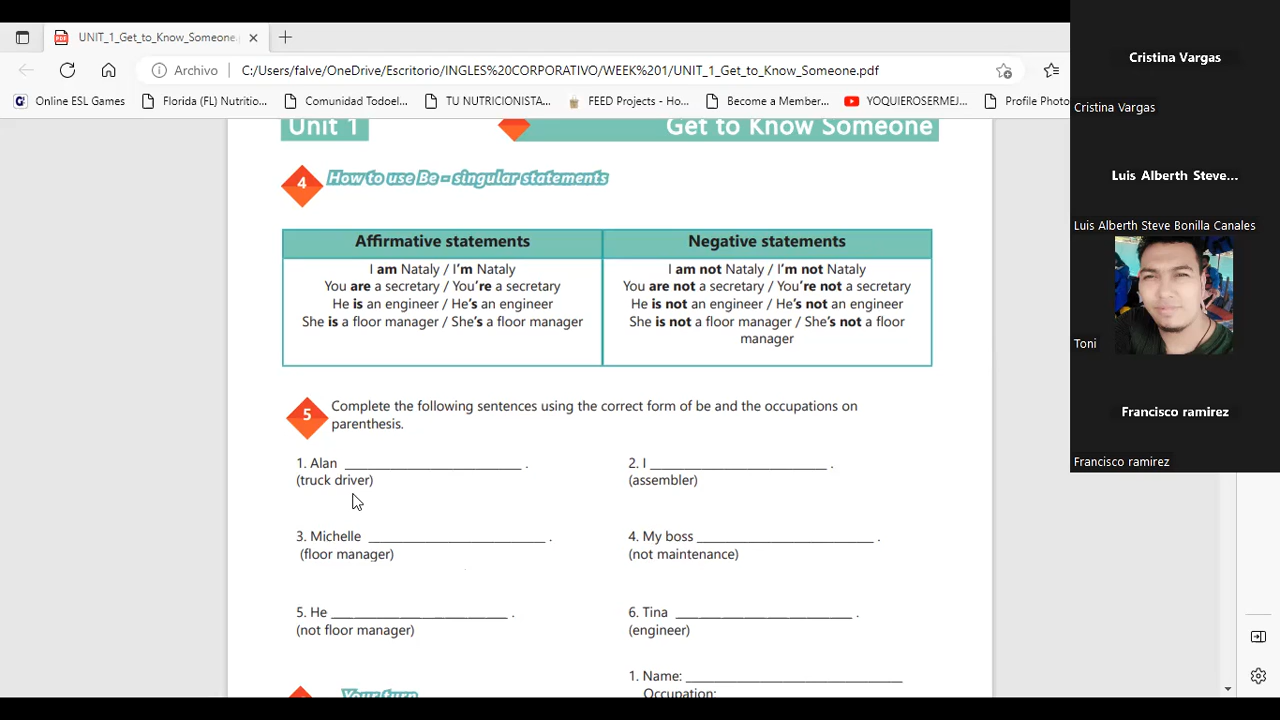 UNIT_1_Get_to_Know_Someone.
Archivo
C:/Users/falve/OneDrive/Escritorio/INGLES%20CORPORATIVO/WEEK%201/UNIT_1_Get_to_Know_Someone.pdf
Online ESL Games
Florida (FL) Nutritio...
Comunidad Todoel...
TU NUTRICIONISTA...
FEED Projects - Ho...
Become a Member...
YOQUIEROSERMEJ...
Profile Photo
Unit 1
Get to Know Someone
4
How to use Be - singular statements
Affirmative statements
I am Nataly / I'm Nataly
You are a secretary / You're a secretary
He is an engineer / He's an engineer
She is a floor manager / She's a floor manager
Negative statements
I am not Nataly / I'm not Nataly
You are not a secretary / You're not a secretary
He is not an engineer / He's not an engineer
She is not a floor manager / She's not a floor
manager
5
Complete the following sentences using the correct form of be and the occupations on
parenthesis.
1. Alan ________________________ .
(truck driver)
2. I ________________________ .
(assembler)
3. Michelle ________________________ .
(floor manager)
4. My boss ________________________ .
(not maintenance)
5. He ________________________ .
(not floor manager)
6. Tina ________________________ .
(engineer)
Your turn
1. Name: ______________________________
Occupation:
Cristina Vargas
Cristina Vargas
Luis Alberth Steve...
Luis Alberth Steve Bonilla Canales
Toni
Francisco ramirez
Francisco ramirez